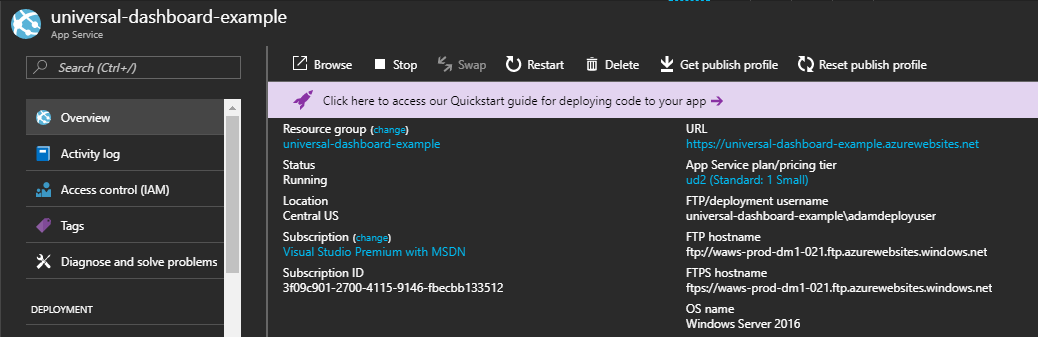 universal-dashboard-example
App Service
Search (Ctrl+/)
Overview
Activity log
Access control (IAM)
Tags
Diagnose and solve problems
DEPLOYMENT
Browse Stop Swap Restart Delete Get publish profile Reset publish profile
Click here to access our Quickstart guide for deploying code to your app →
Resource group (change)
universal-dashboard-example
Status
Running
Location
Central US
Subscription (change)
Visual Studio Premium with MSDN
Subscription ID
3f09c901-2700-4115-9146-fbecbb133512
URL
https://universal-dashboard-example.azurewebsites.net
App Service plan/pricing tier
ud2 (Standard: 1 Small)
FTP/deployment username
universal-dashboard-example\adamdeployuser
FTP hostname
ftp://waws-prod-dm1-021.ftp.azurewebsites.windows.net
FTPS hostname
ftps://waws-prod-dm1-021.ftp.azurewebsites.windows.net
OS name
Windows Server 2016